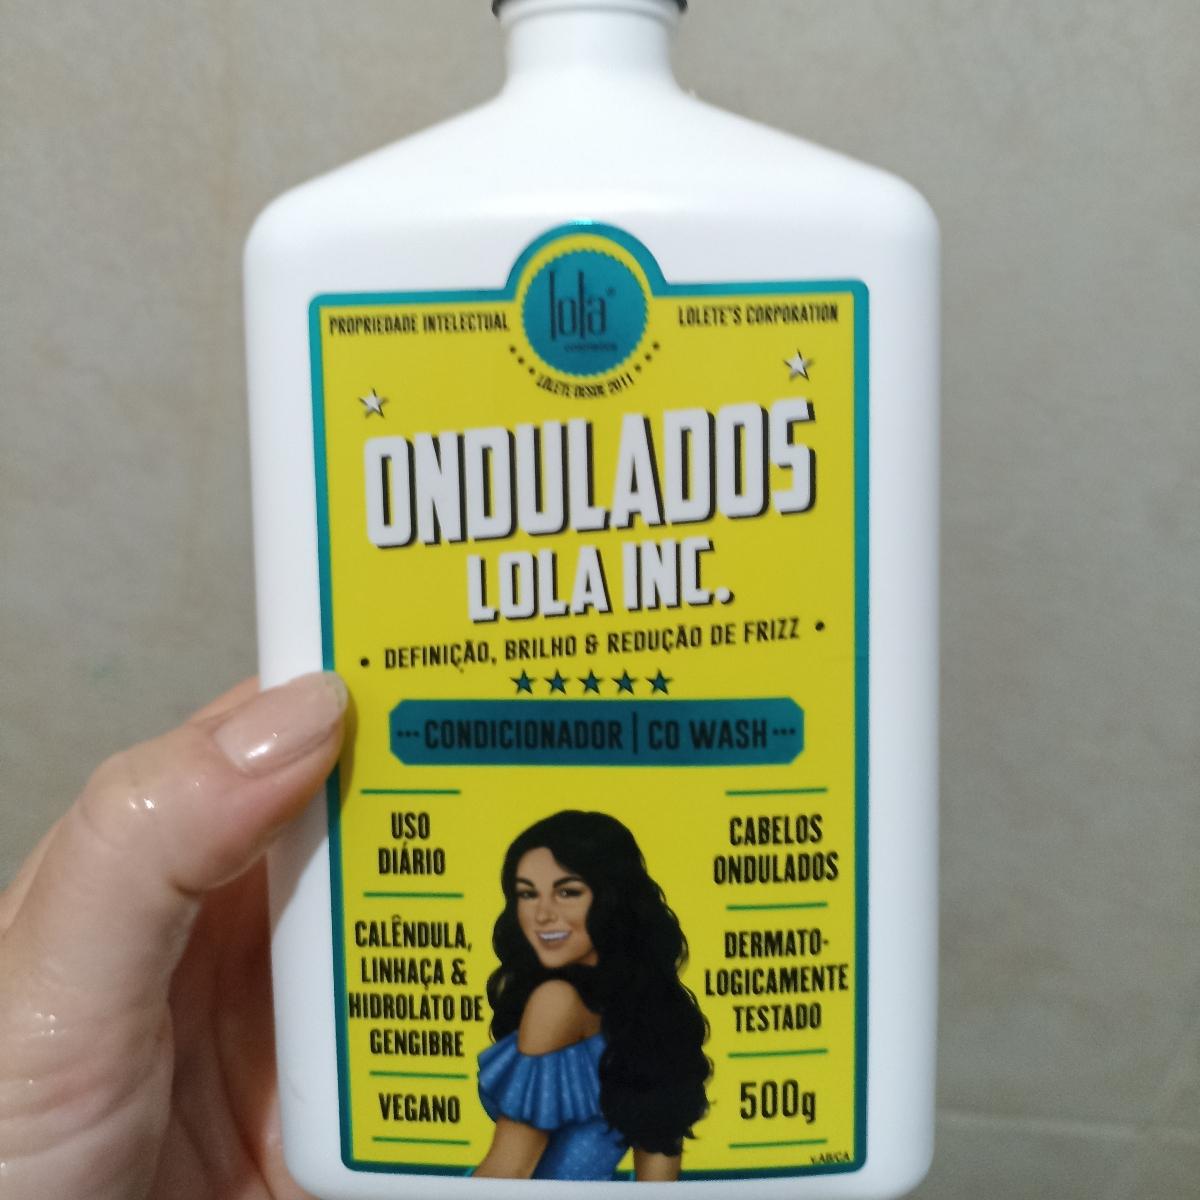 PROPRIEDADE INTELECTUAL
lola
COSMETICS
LOLETE'S CORPORATION
LOLETE DESDE 2011
ONDULADOS
LOLA INC.
• DEFINIÇÃO, BRILHO & REDUÇÃO DE FRIZZ •
···CONDICIONADOR | CO WASH···
USO
DIÁRIO
CALÊNDULA,
LINHAÇA &
HIDROLATO DE
GENGIBRE
VEGANO
CABELOS
ONDULADOS
DERMATO-
LOGICAMENTE
TESTADO
500g